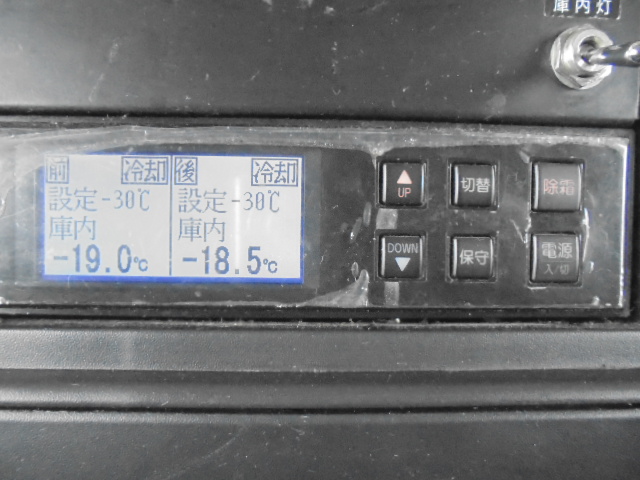 庫内灯
前 冷却 後 冷却
設定-30℃ 設定-30℃
庫内 庫内
-19.0℃ -18.5℃
UP 切替 除霜
DOWN 保守 電源
入/切